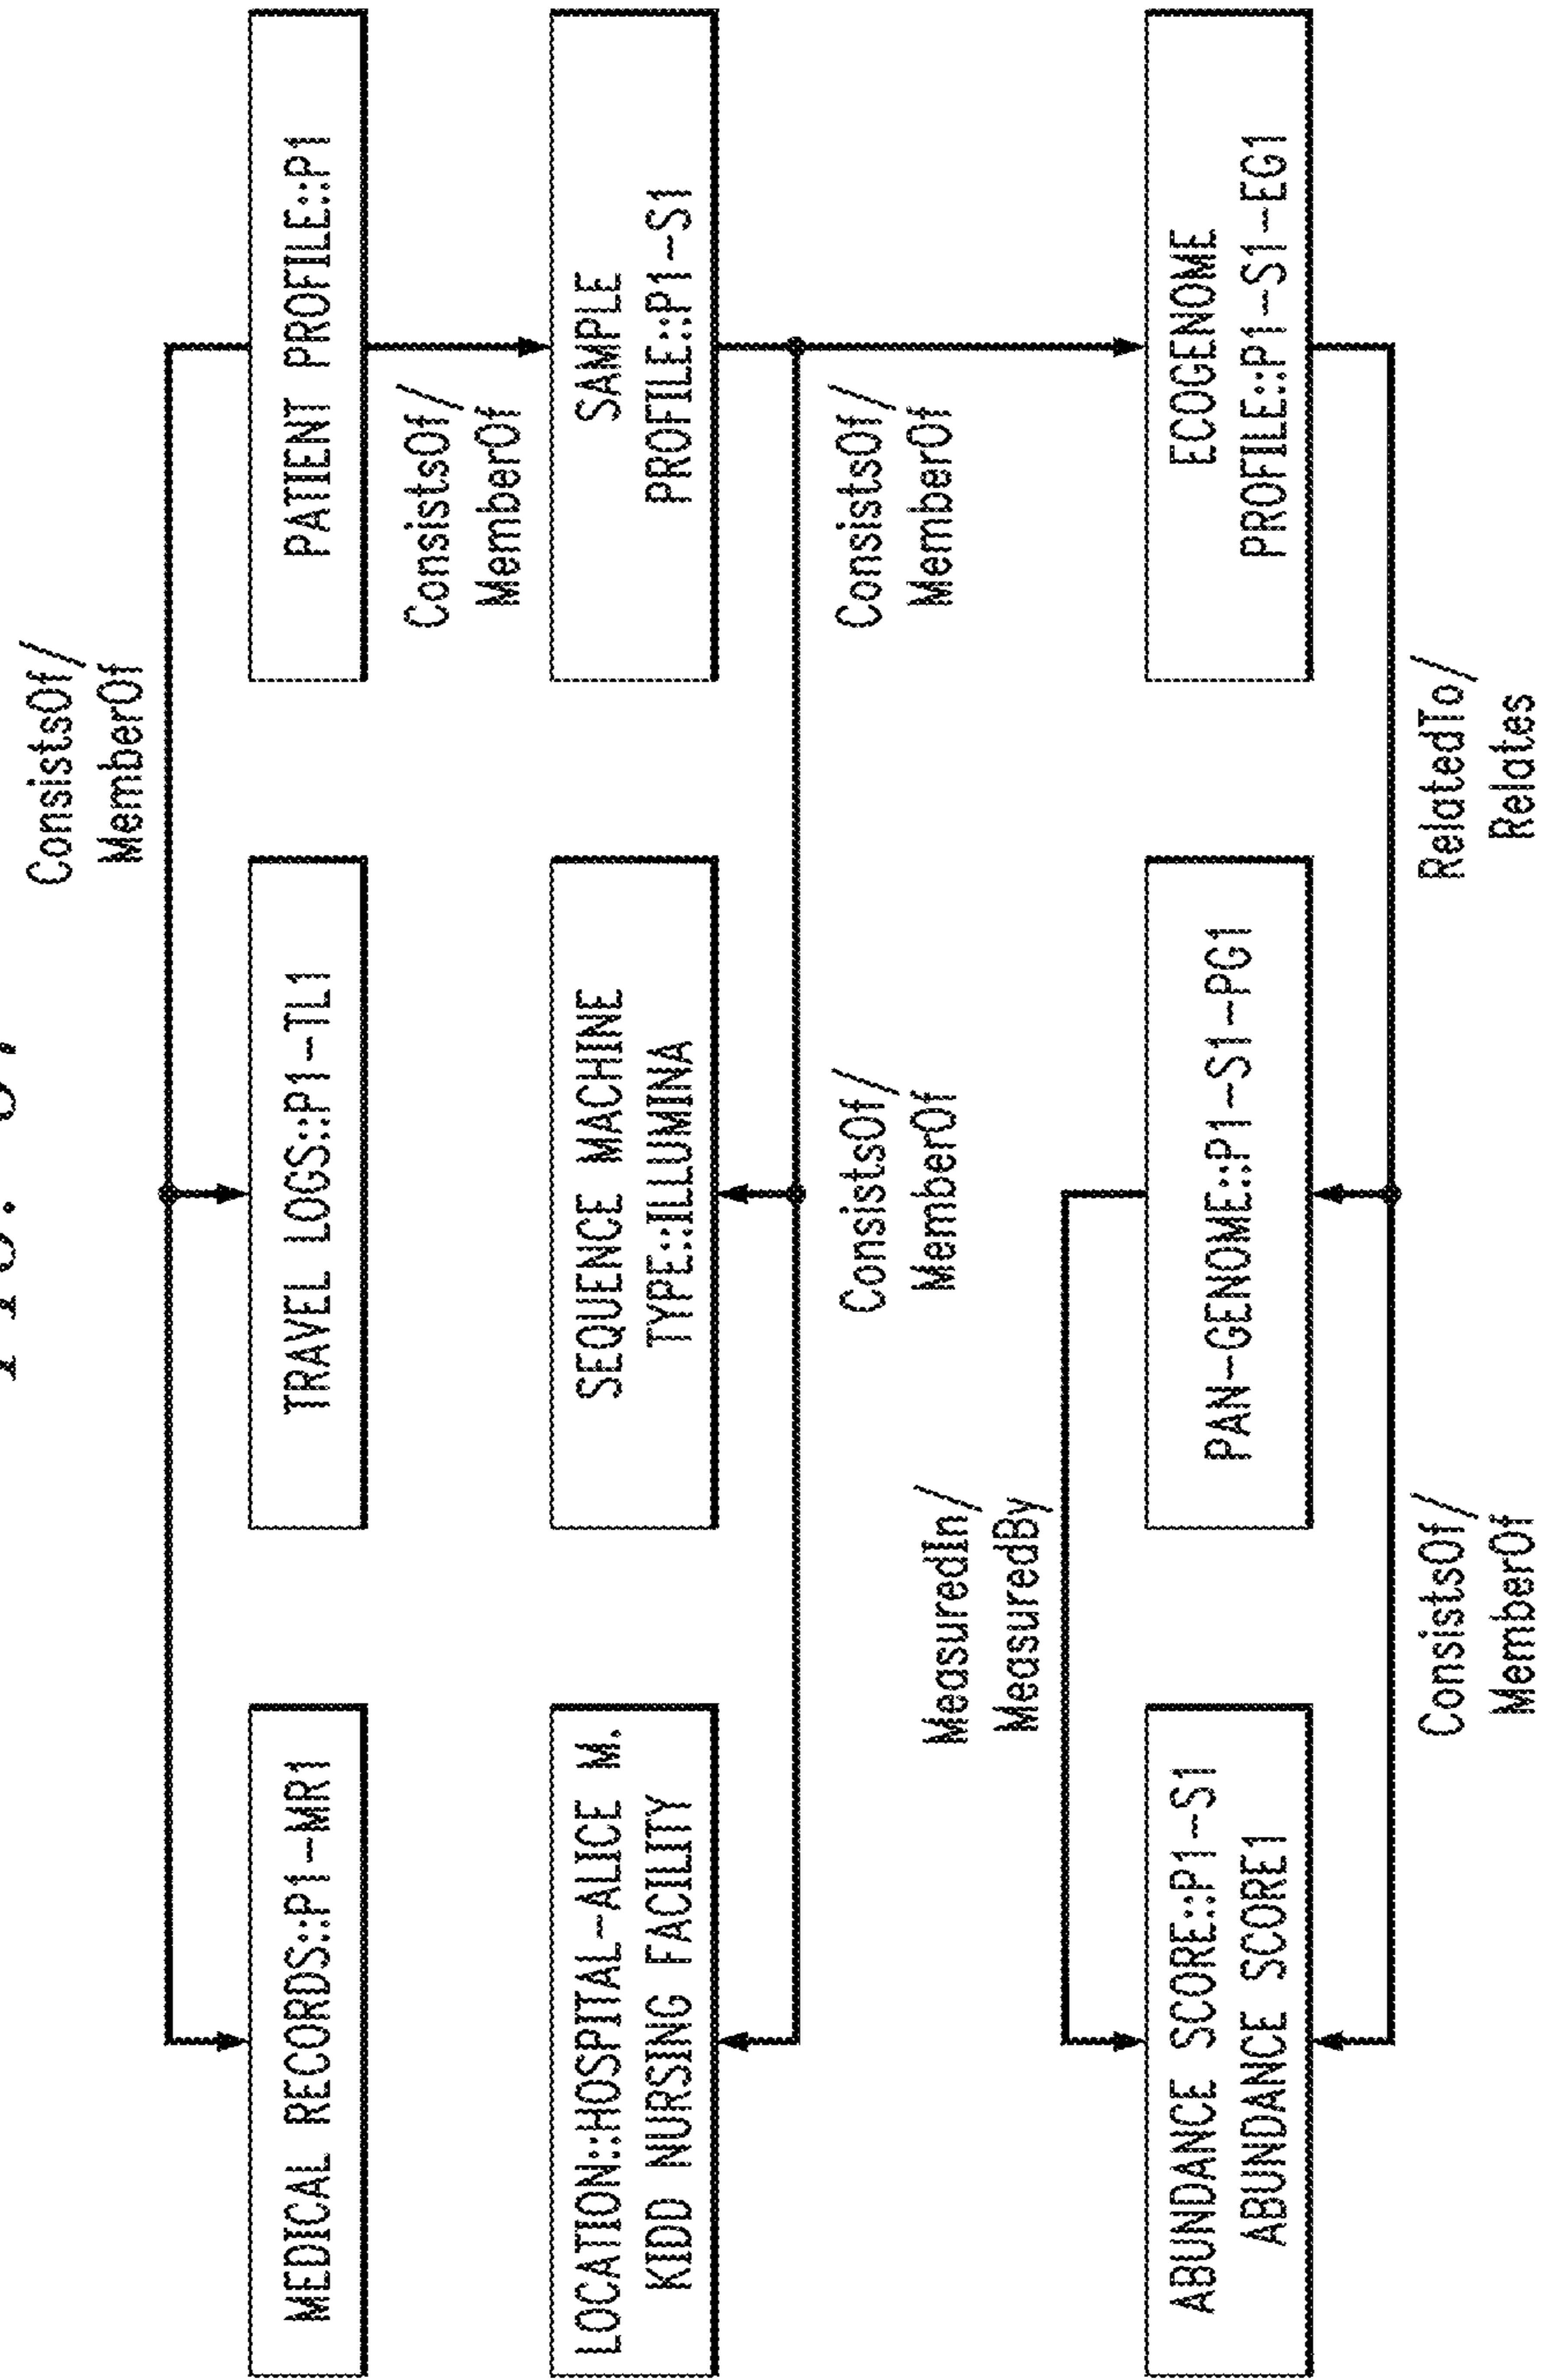 ConsistsOf/
MemberOf
MEDICAL RECORDS::P1-MR1
TRAVEL LOGS::P1-TL1
PATIENT PROFILE::P1
ConsistsOf/
MemberOf
LOCATION::HOSPITAL-ALICE M.
KIDD NURSING FACILITY
SEQUENCE MACHINE
TYPE::ILLUMINA
SAMPLE
PROFILE::P1-S1
ConsistsOf/
MemberOf
ConsistsOf/
MemberOf
MeasuredIn/
MeasuredBy
ABUNDANCE SCORE::P1-S1
ABUNDANCE SCORE1
PAN-GENOME::P1-S1-PG1
ECOGENOME
PROFILE::P1-S1-EG1
ConsistsOf/
MemberOf
RelatedTo/
Relates